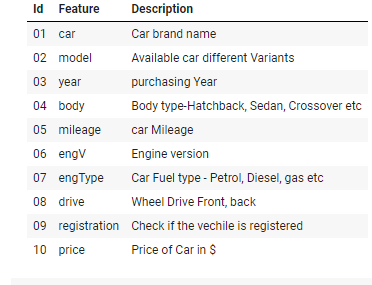 Id Feature Description
01 car Car brand name
02 model Available car different Variants
03 year purchasing Year
04 body Body type-Hatchback, Sedan, Crossover etc
05 mileage car Mileage
06 engV Engine version
07 engType Car Fuel type - Petrol, Diesel, gas etc
08 drive Wheel Drive Front, back
09 registration Check if the vechile is registered
10 price Price of Car in $